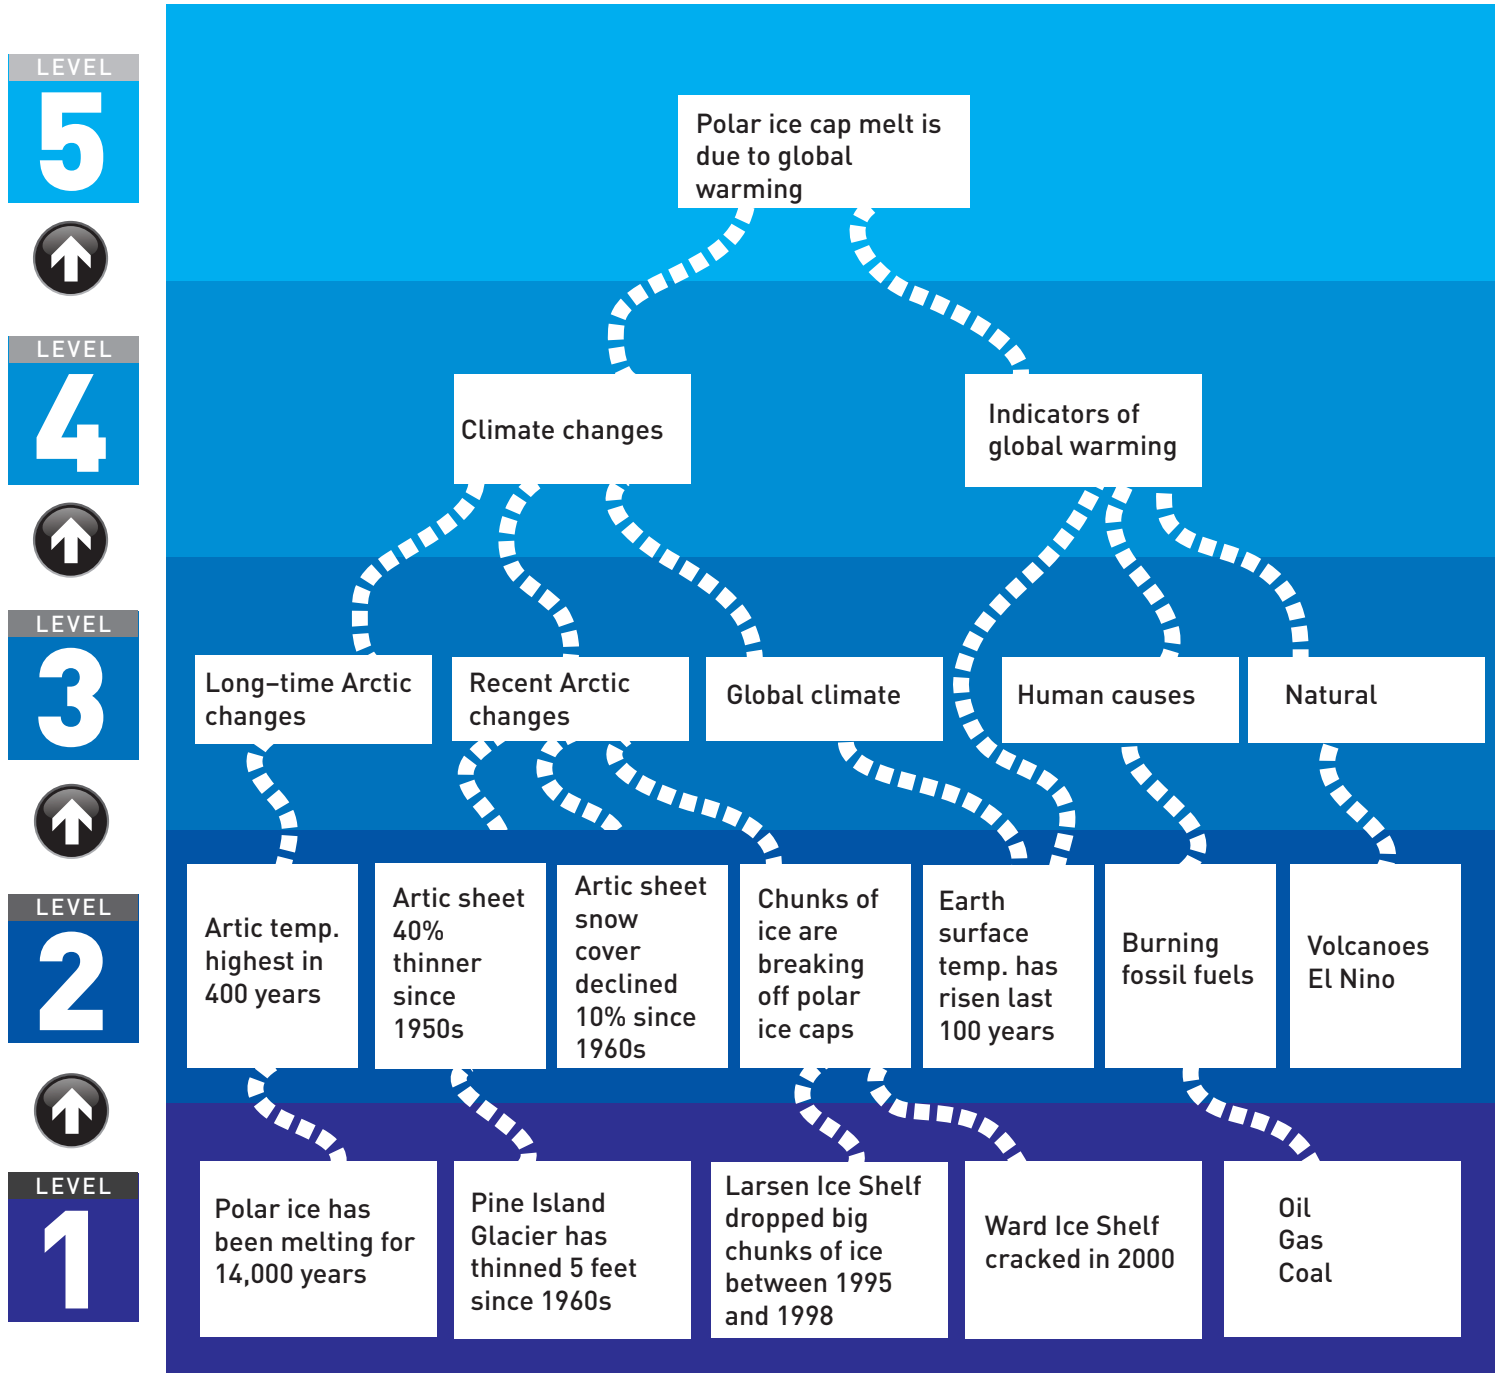 LEVEL
5
Polar ice cap melt is
due to global
warming
LEVEL
4
Climate changes
Indicators of
global warming
LEVEL
3
Long–time Arctic
changes
Recent Arctic
changes
Global climate
Human causes
Natural
LEVEL
2
Artic temp.
highest in
400 years
Artic sheet
40%
thinner
since
1950s
Artic sheet
snow
cover
declined
10% since
1960s
Chunks of
ice are
breaking
off polar
ice caps
Earth
surface
temp. has
risen last
100 years
Burning
fossil fuels
Volcanoes
El Nino
LEVEL
1
Polar ice has
been melting for
14,000 years
Pine Island
Glacier has
thinned 5 feet
since 1960s
Larsen Ice Shelf
dropped big
chunks of ice
between 1995
and 1998
Ward Ice Shelf
cracked in 2000
Oil
Gas
Coal